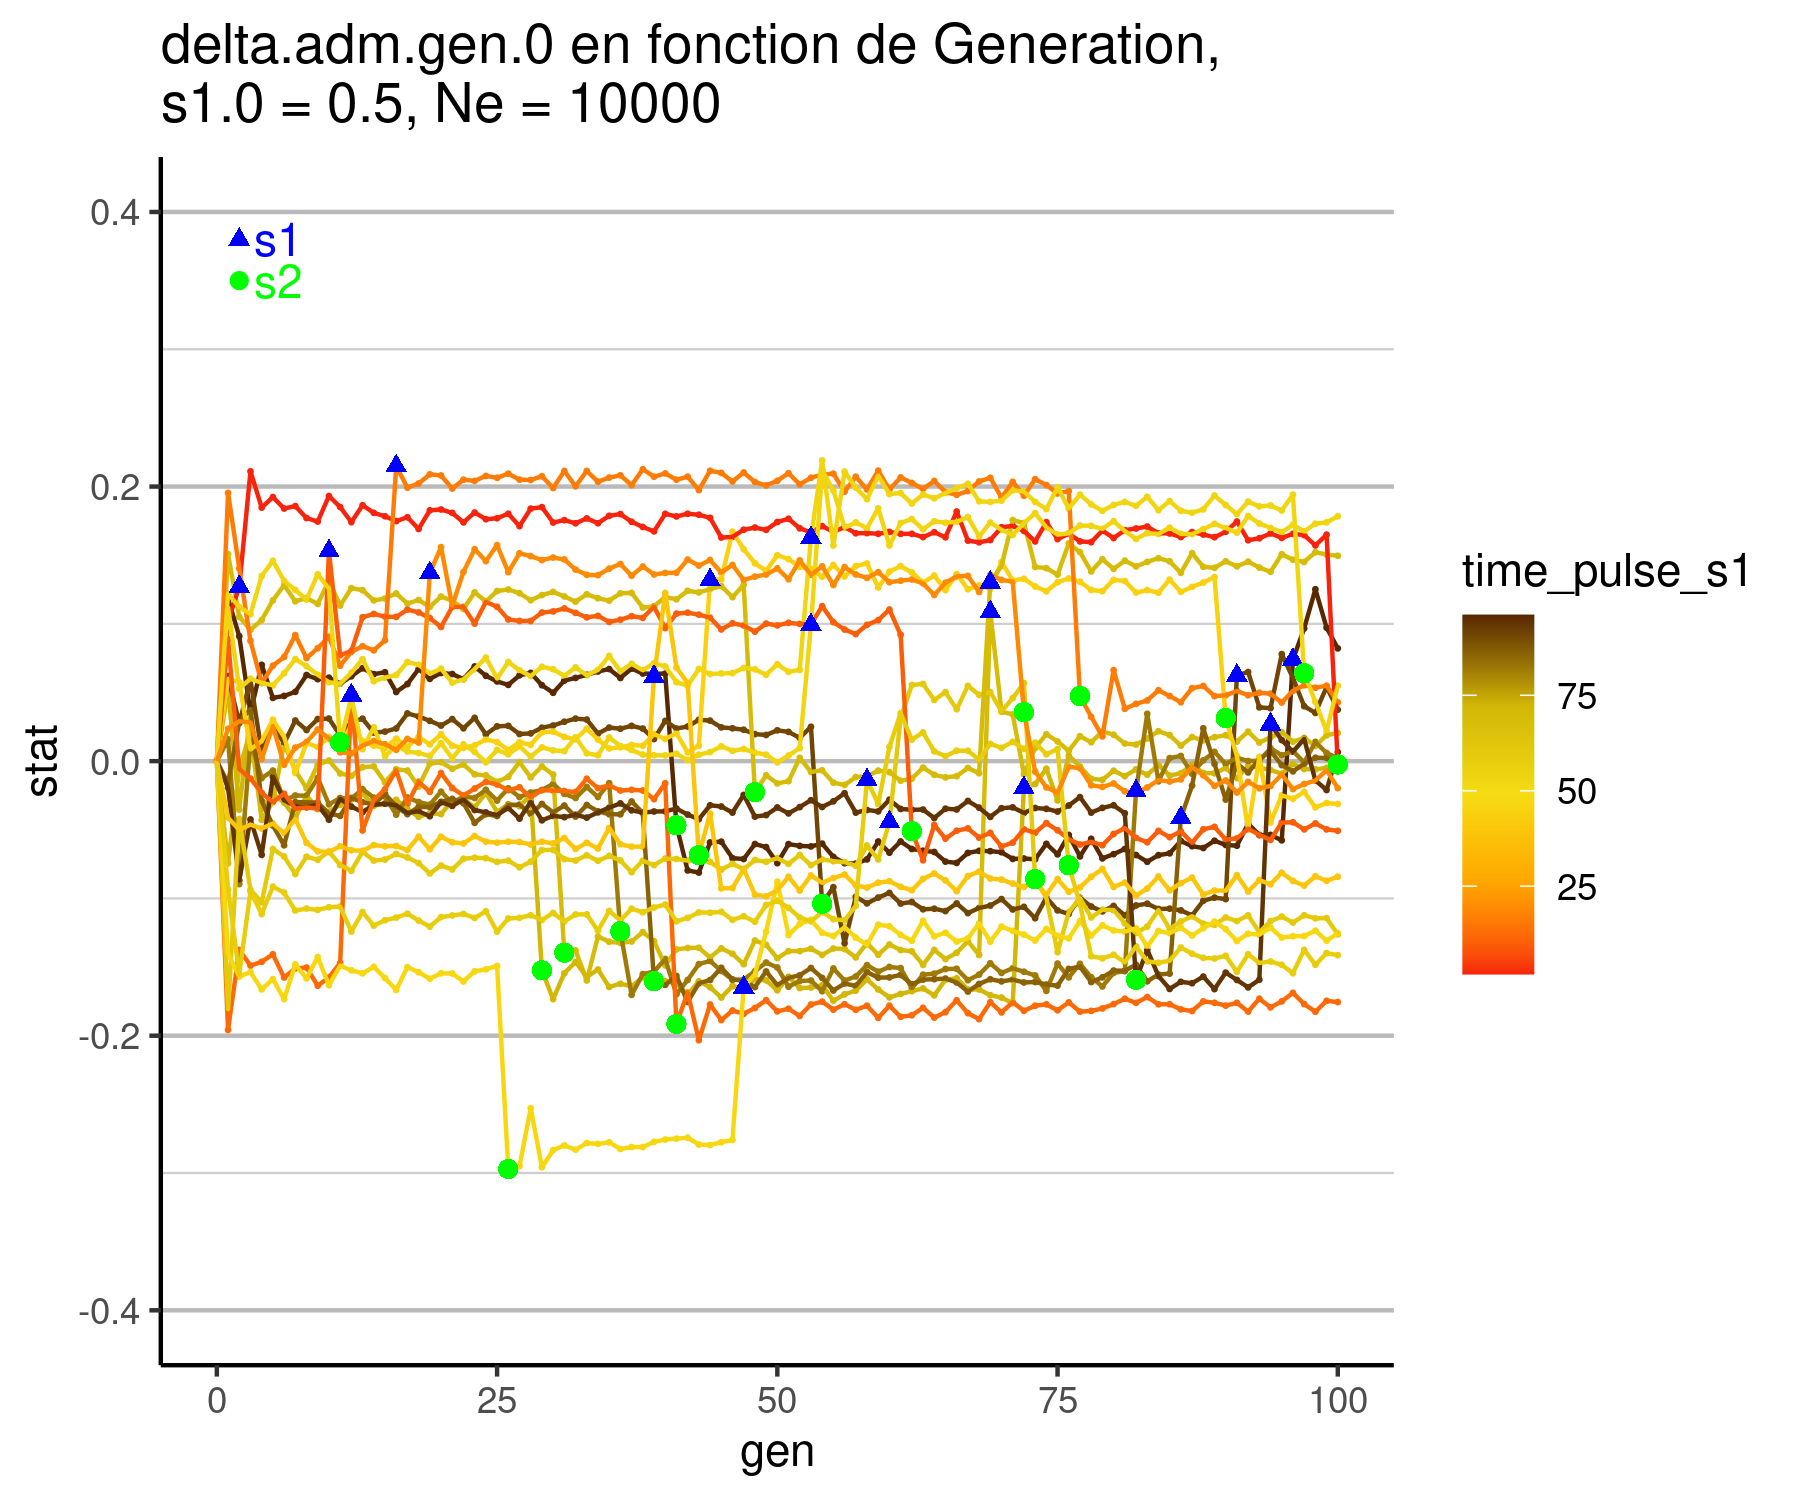 delta.adm.gen.0 en fonction de Generation,
s1.0 = 0.5, Ne = 10000
s1
s2
0.4
0.2
0.0
-0.2
-0.4
stat
0
25
50
75
100
gen
time_pulse_s1
75
50
25